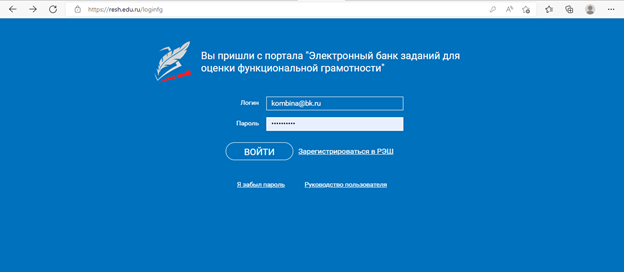 https://resh.edu.ru/loginfg
Вы пришли с портала "Электронный банк заданий для
оценки функциональной грамотности"
Логин kombina@bk.ru
Пароль ••••••••••
ВОЙТИ Зарегистрироваться в РЭШ
Я забыл пароль Руководство пользователя